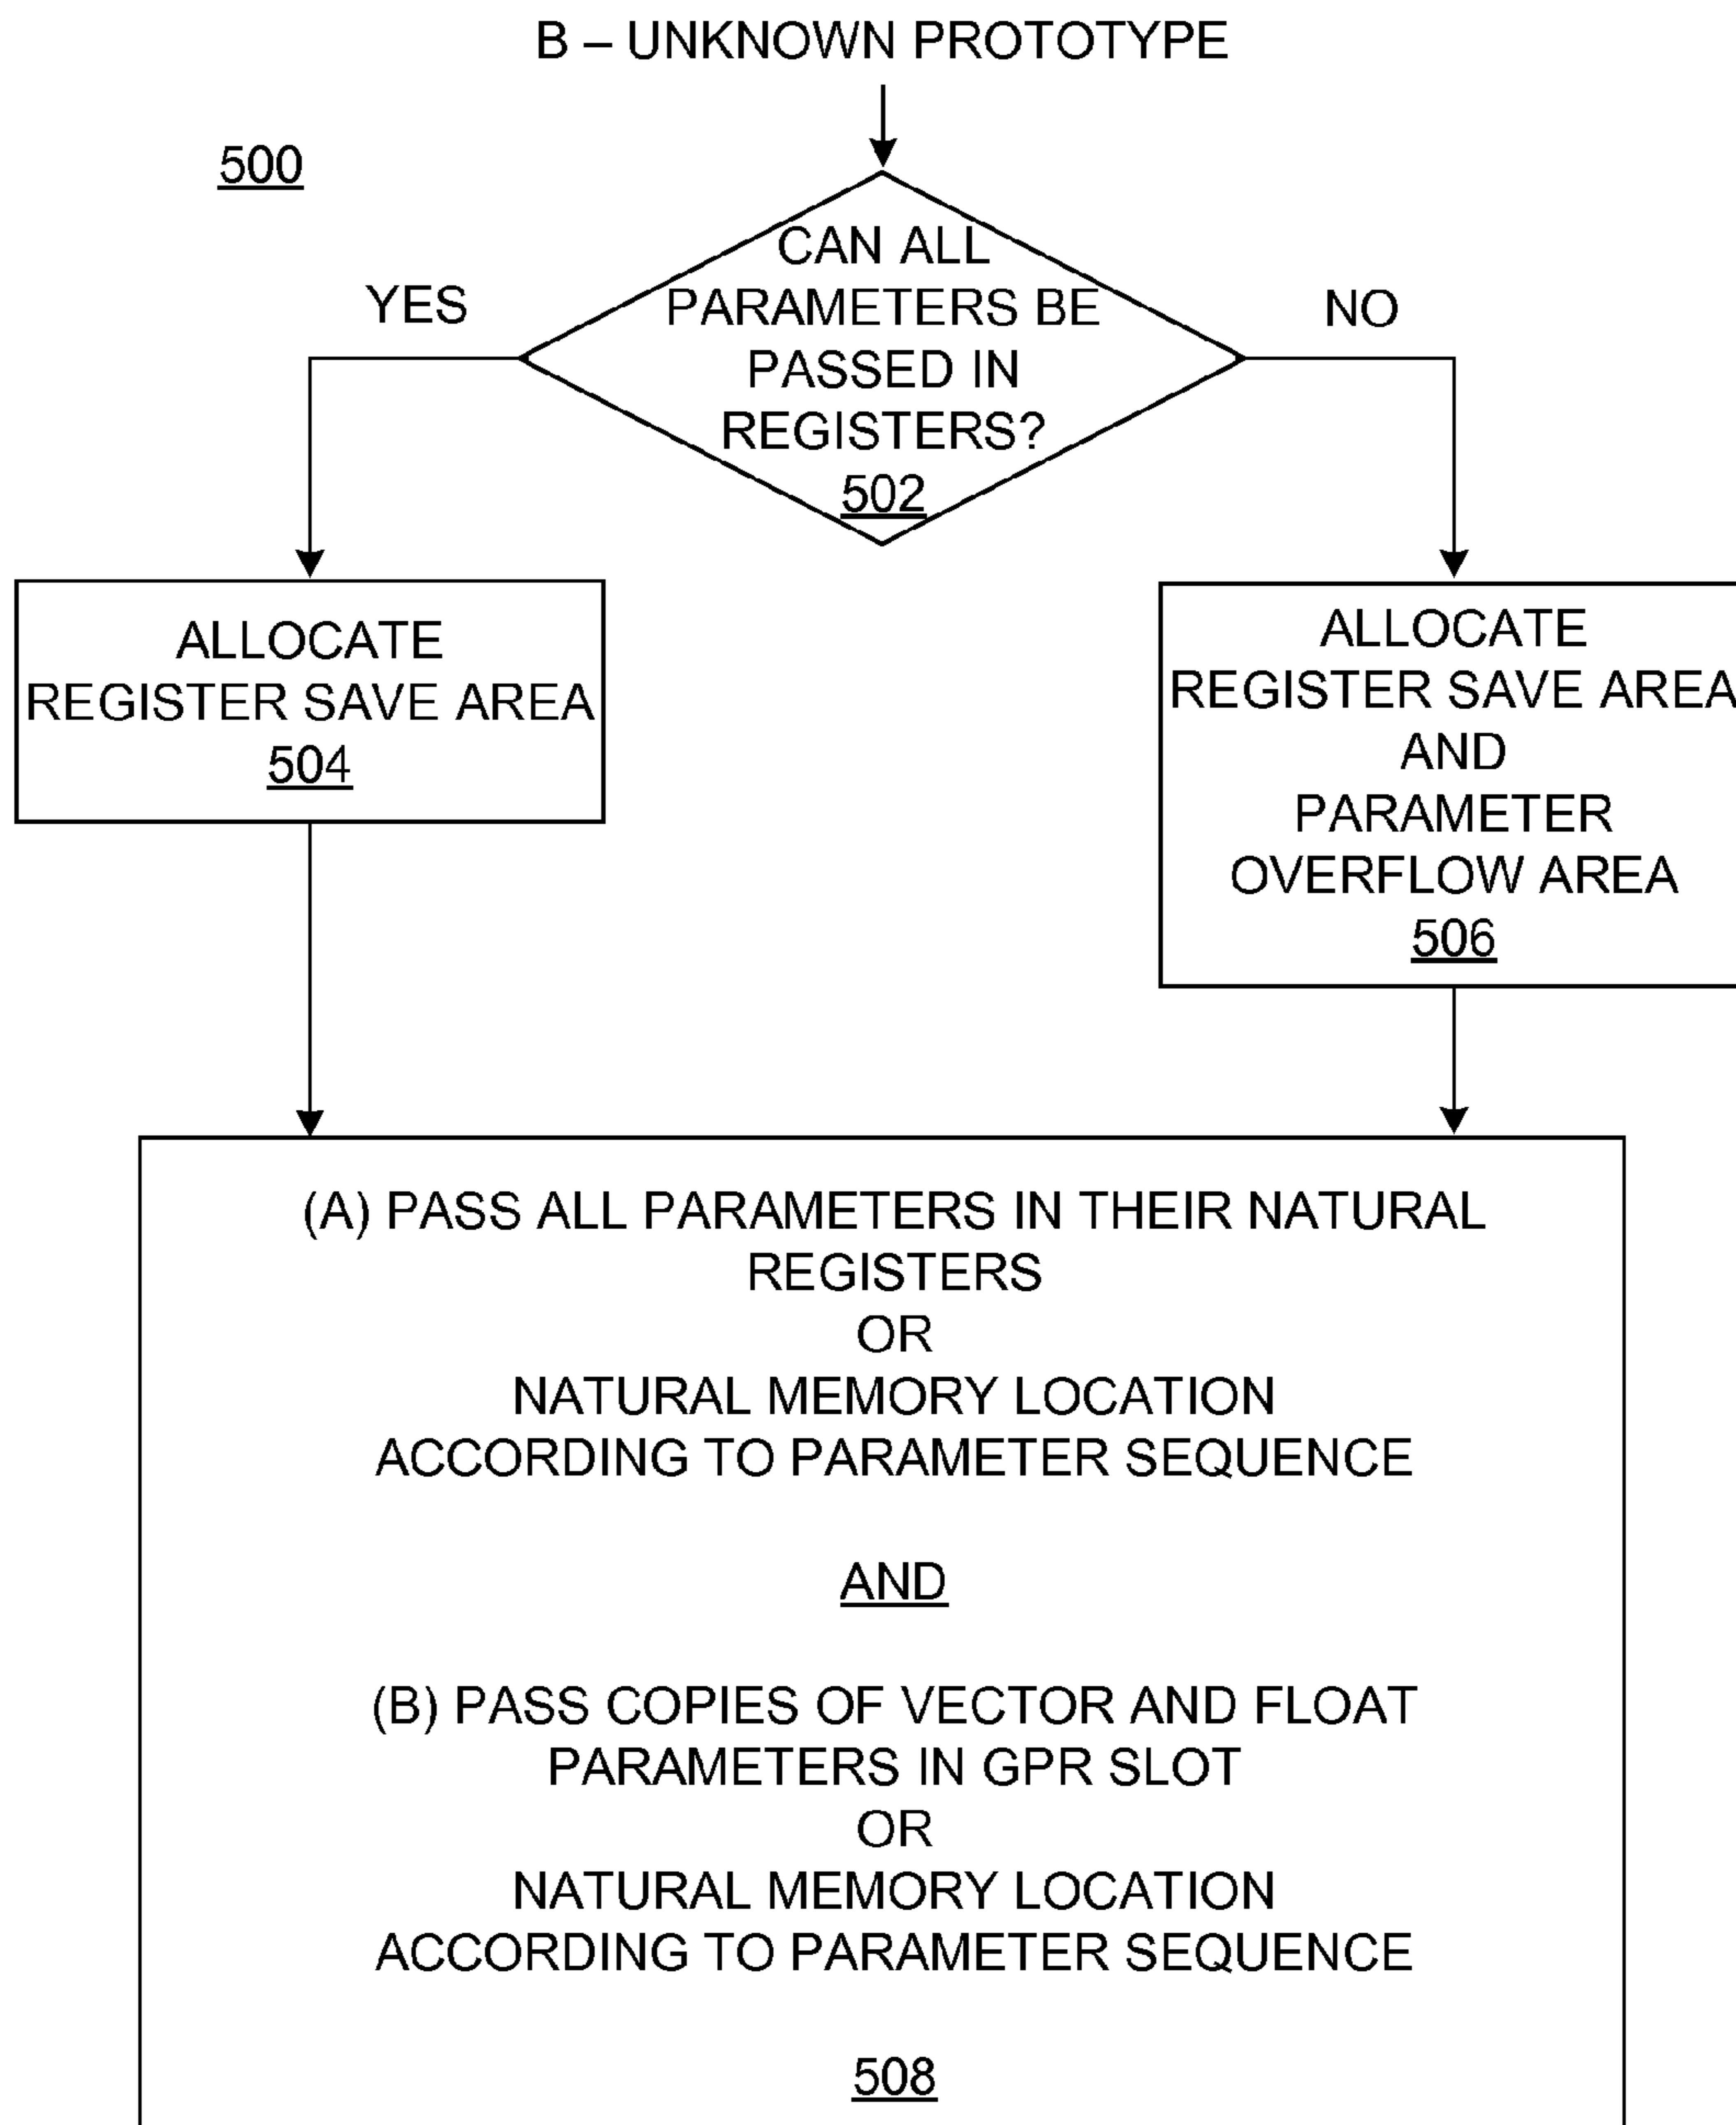 B – UNKNOWN PROTOTYPE
500
CAN ALL
PARAMETERS BE
PASSED IN
REGISTERS?
502
YES
NO
ALLOCATE
REGISTER SAVE AREA
504
ALLOCATE
REGISTER SAVE AREA
AND
PARAMETER
OVERFLOW AREA
506
(A) PASS ALL PARAMETERS IN THEIR NATURAL
REGISTERS
OR
NATURAL MEMORY LOCATION
ACCORDING TO PARAMETER SEQUENCE
AND
(B) PASS COPIES OF VECTOR AND FLOAT
PARAMETERS IN GPR SLOT
OR
NATURAL MEMORY LOCATION
ACCORDING TO PARAMETER SEQUENCE
508